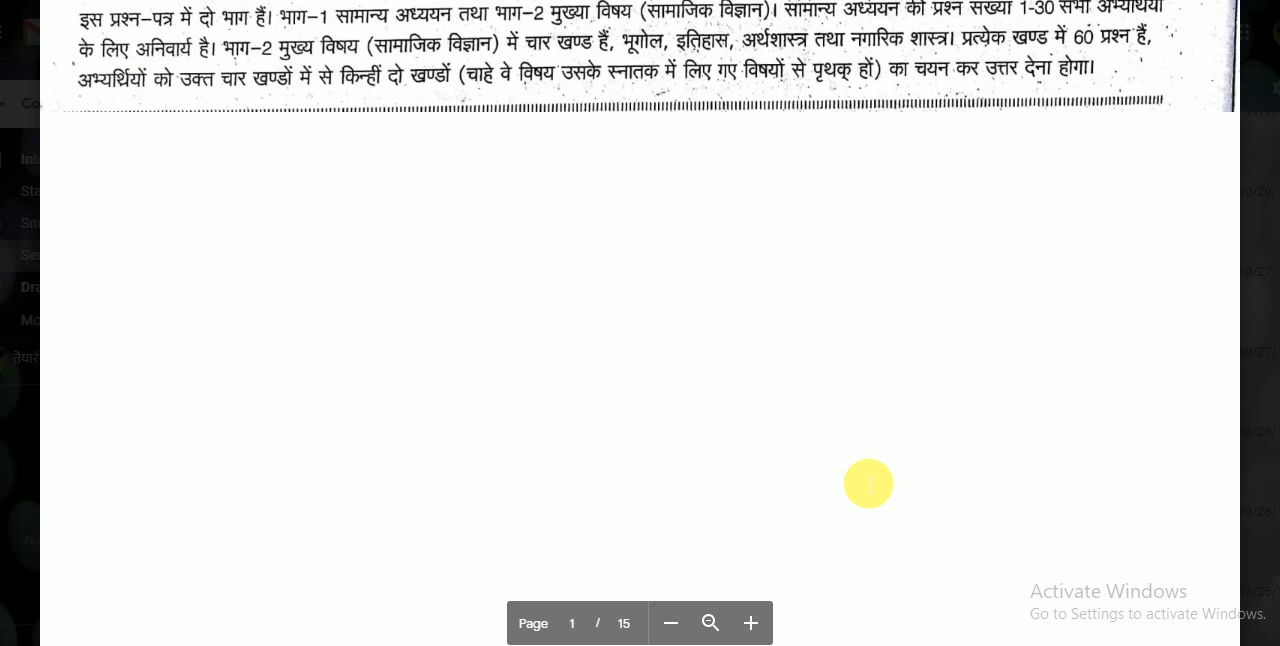 इस प्रश्न-पत्र में दो भाग हैं। भाग-1 सामान्य अध्ययन तथा भाग-2 मुख्या विषय (सामाजिक विज्ञान)। सामान्य अध्ययन की प्रश्न संख्या 1-30 सभी अभ्यर्थियों
के लिए अनिवार्य है। भाग-2 मुख्य विषय (सामाजिक विज्ञान) में चार खण्ड हैं, भूगोल, इतिहास, अर्थशास्त्र तथा नगारिक शास्त्र। प्रत्येक खण्ड में 60 प्रश्न हैं,
अभ्यर्थियों को उक्त चार खण्डों में से किन्हीं दो खण्डों (चाहे वे विषय उसके स्नातक में लिए गए विषयों से पृथक् हों) का चयन कर उत्तर देना होगा।
तैयारी
Activate Windows
Go to Settings to activate Windows.
Page 1 / 15